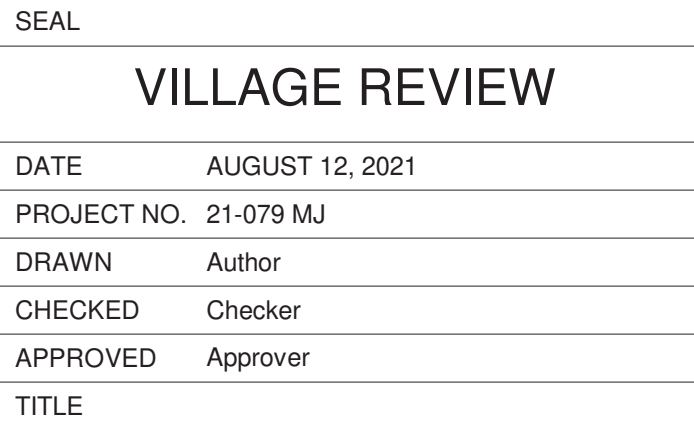 SEAL
VILLAGE REVIEW
DATE AUGUST 12, 2021
PROJECT NO. 21-079 MJ
DRAWN Author
CHECKED Checker
APPROVED Approver
TITLE